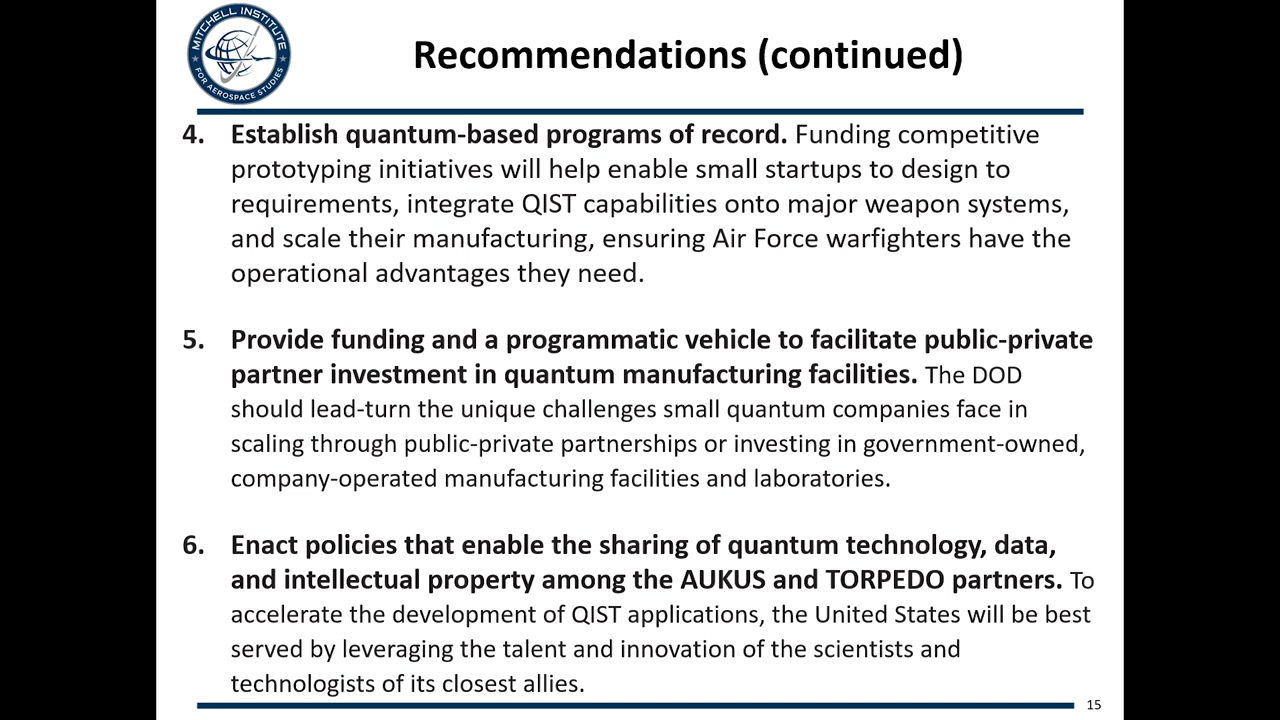 MITCHELL INSTITUTE
FOR AEROSPACE STUDIES
Recommendations (continued)
4. Establish quantum-based programs of record. Funding competitive
prototyping initiatives will help enable small startups to design to
requirements, integrate QIST capabilities onto major weapon systems,
and scale their manufacturing, ensuring Air Force warfighters have the
operational advantages they need.
5. Provide funding and a programmatic vehicle to facilitate public-private
partner investment in quantum manufacturing facilities. The DOD
should lead-turn the unique challenges small quantum companies face in
scaling through public-private partnerships or investing in government-owned,
company-operated manufacturing facilities and laboratories.
6. Enact policies that enable the sharing of quantum technology, data,
and intellectual property among the AUKUS and TORPEDO partners. To
accelerate the development of QIST applications, the United States will be best
served by leveraging the talent and innovation of the scientists and
technologists of its closest allies.
15